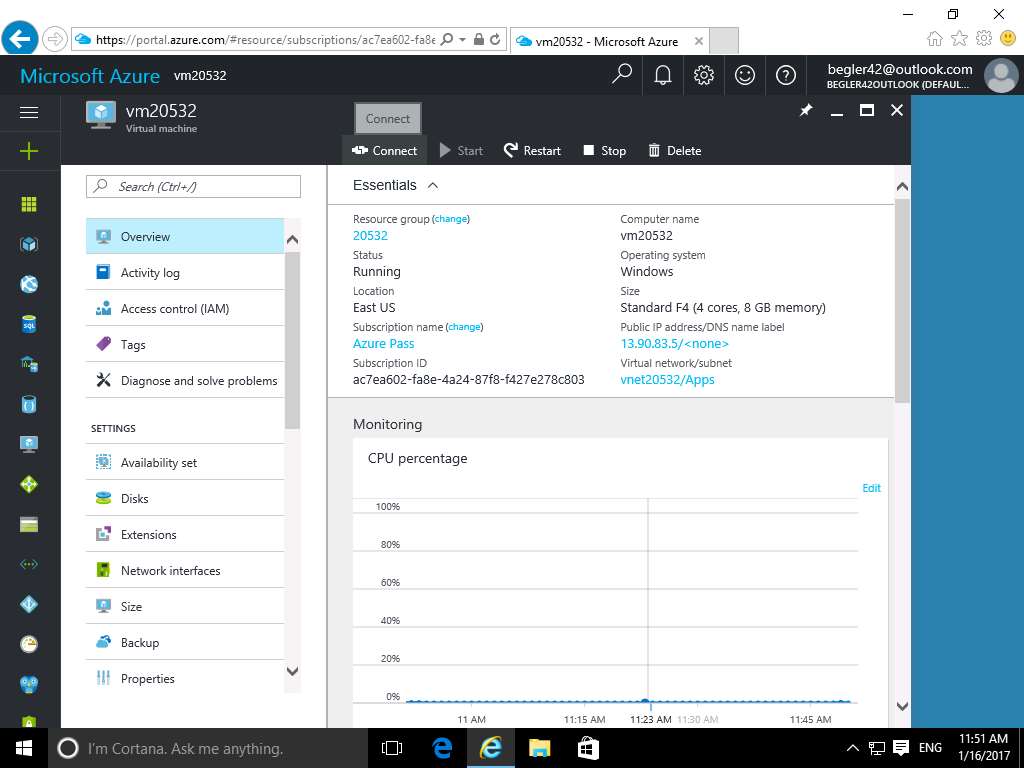 https://portal.azure.com/#resource/subscriptions/ac7ea602-fa8e
vm20532 - Microsoft Azure
Microsoft Azure vm20532
begler42@outlook.com
BEGLER42OUTLOOK (DEFAUL...
vm20532
Virtual machine
Connect
Connect Start Restart Stop Delete
Search (Ctrl+/)
Overview
Activity log
Access control (IAM)
Tags
Diagnose and solve problems
SETTINGS
Availability set
Disks
Extensions
Network interfaces
Size
Backup
Properties
Essentials
Resource group (change)
20532
Status
Running
Location
East US
Subscription name (change)
Azure Pass
Subscription ID
ac7ea602-fa8e-4a24-87f8-f427e278c803
Computer name
vm20532
Operating system
Windows
Size
Standard F4 (4 cores, 8 GB memory)
Public IP address/DNS name label
13.90.83.5/<none>
Virtual network/subnet
vnet20532/Apps
Monitoring
CPU percentage
Edit
100%
80%
60%
40%
20%
0%
11 AM 11:15 AM 11:23 AM 11:30 AM 11:45 AM
SQL
I'm Cortana. Ask me anything.
ENG
11:51 AM
1/16/2017